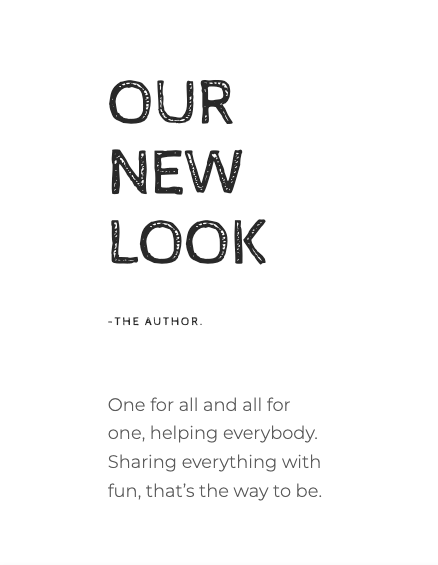 OUR
NEW
LOOK
-THE AUTHOR.
One for all and all for
one, helping everybody.
Sharing everything with
fun, that's the way to be.